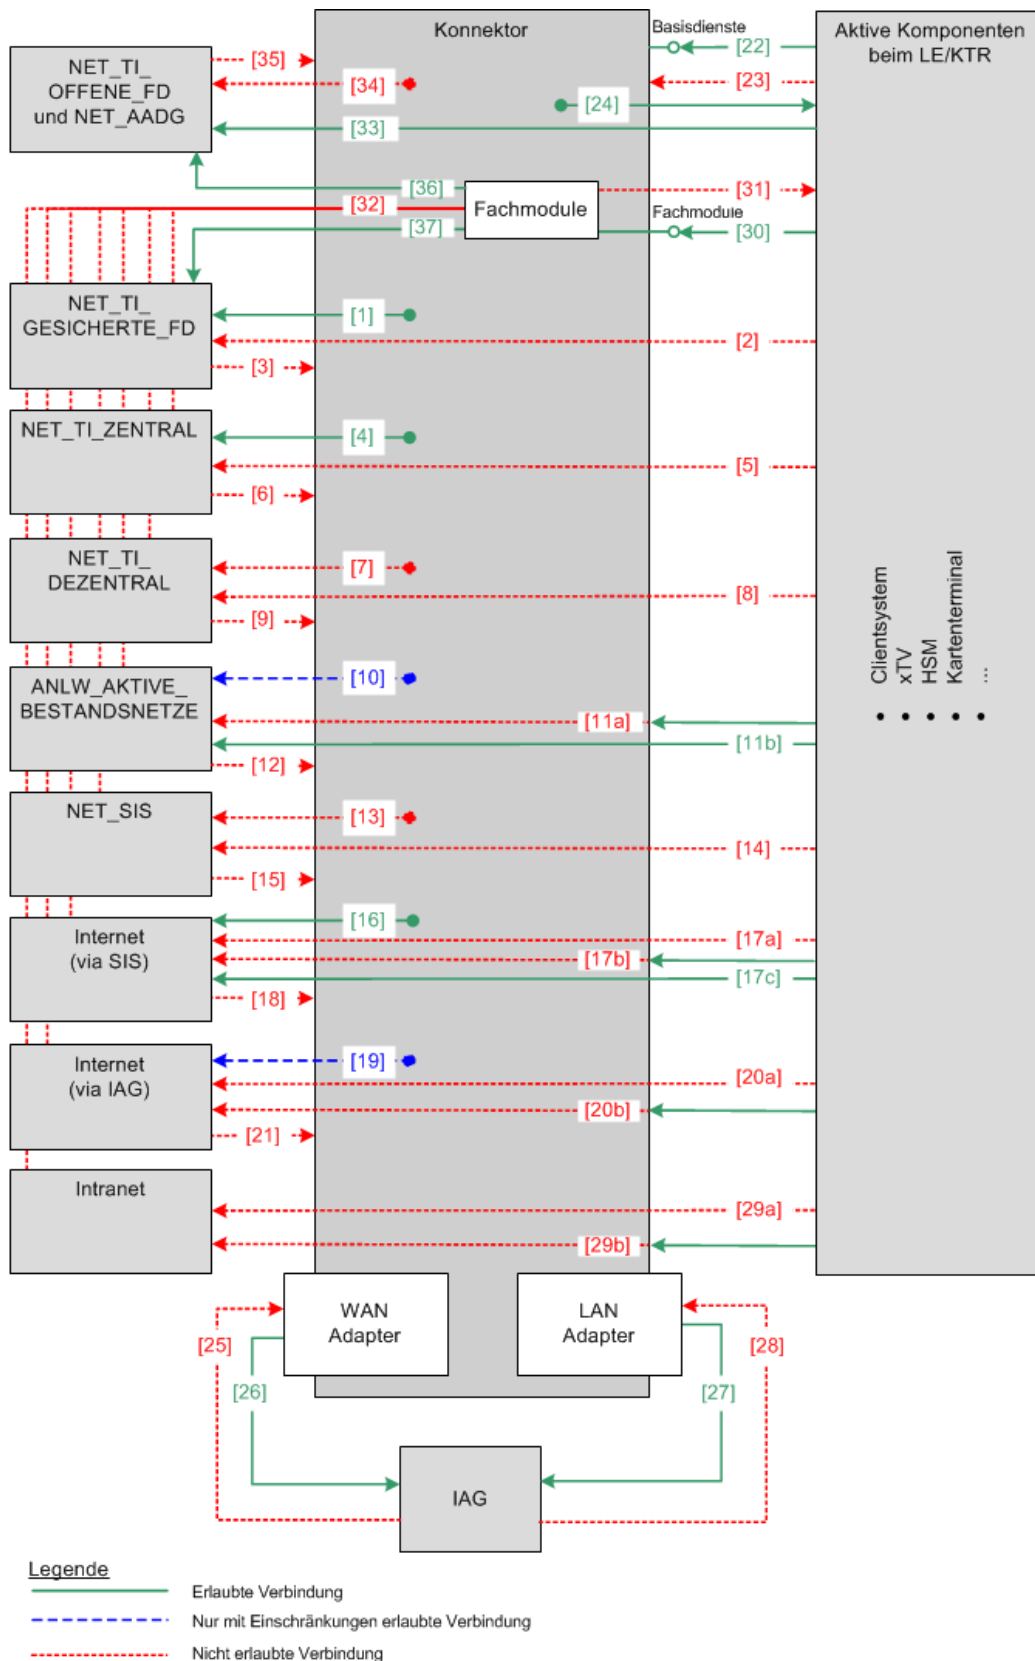 Konnektor
Aktive Komponenten
beim LE/KTR
Basisdienste
[22]
[23]
[24]
NET_TI_
OFFENE_FD
und NET_AADG
[35]
[34]
[33]
[36]
[32]
[37]
Fachmodule
[31]
Fachmodule
[30]
NET_TI_
GESICHERTE_FD
[1]
[2]
[3]
NET_TI_ZENTRAL
[4]
[5]
[6]
NET_TI_
DEZENTRAL
[7]
[8]
[9]
Clientsystem
xTV
HSM
Kartenterminal
...
ANLW_AKTIVE_
BESTANDSNETZE
[10]
[11a]
[11b]
[12]
NET_SIS
[13]
[14]
[15]
Internet
(via SIS)
[16]
[17a]
[17b]
[17c]
[18]
Internet
(via IAG)
[19]
[20a]
[20b]
[21]
Intranet
[29a]
[29b]
WAN
Adapter
LAN
Adapter
[25]
[26]
[27]
[28]
IAG
Legende
Erlaubte Verbindung
Nur mit Einschränkungen erlaubte Verbindung
Nicht erlaubte Verbindung